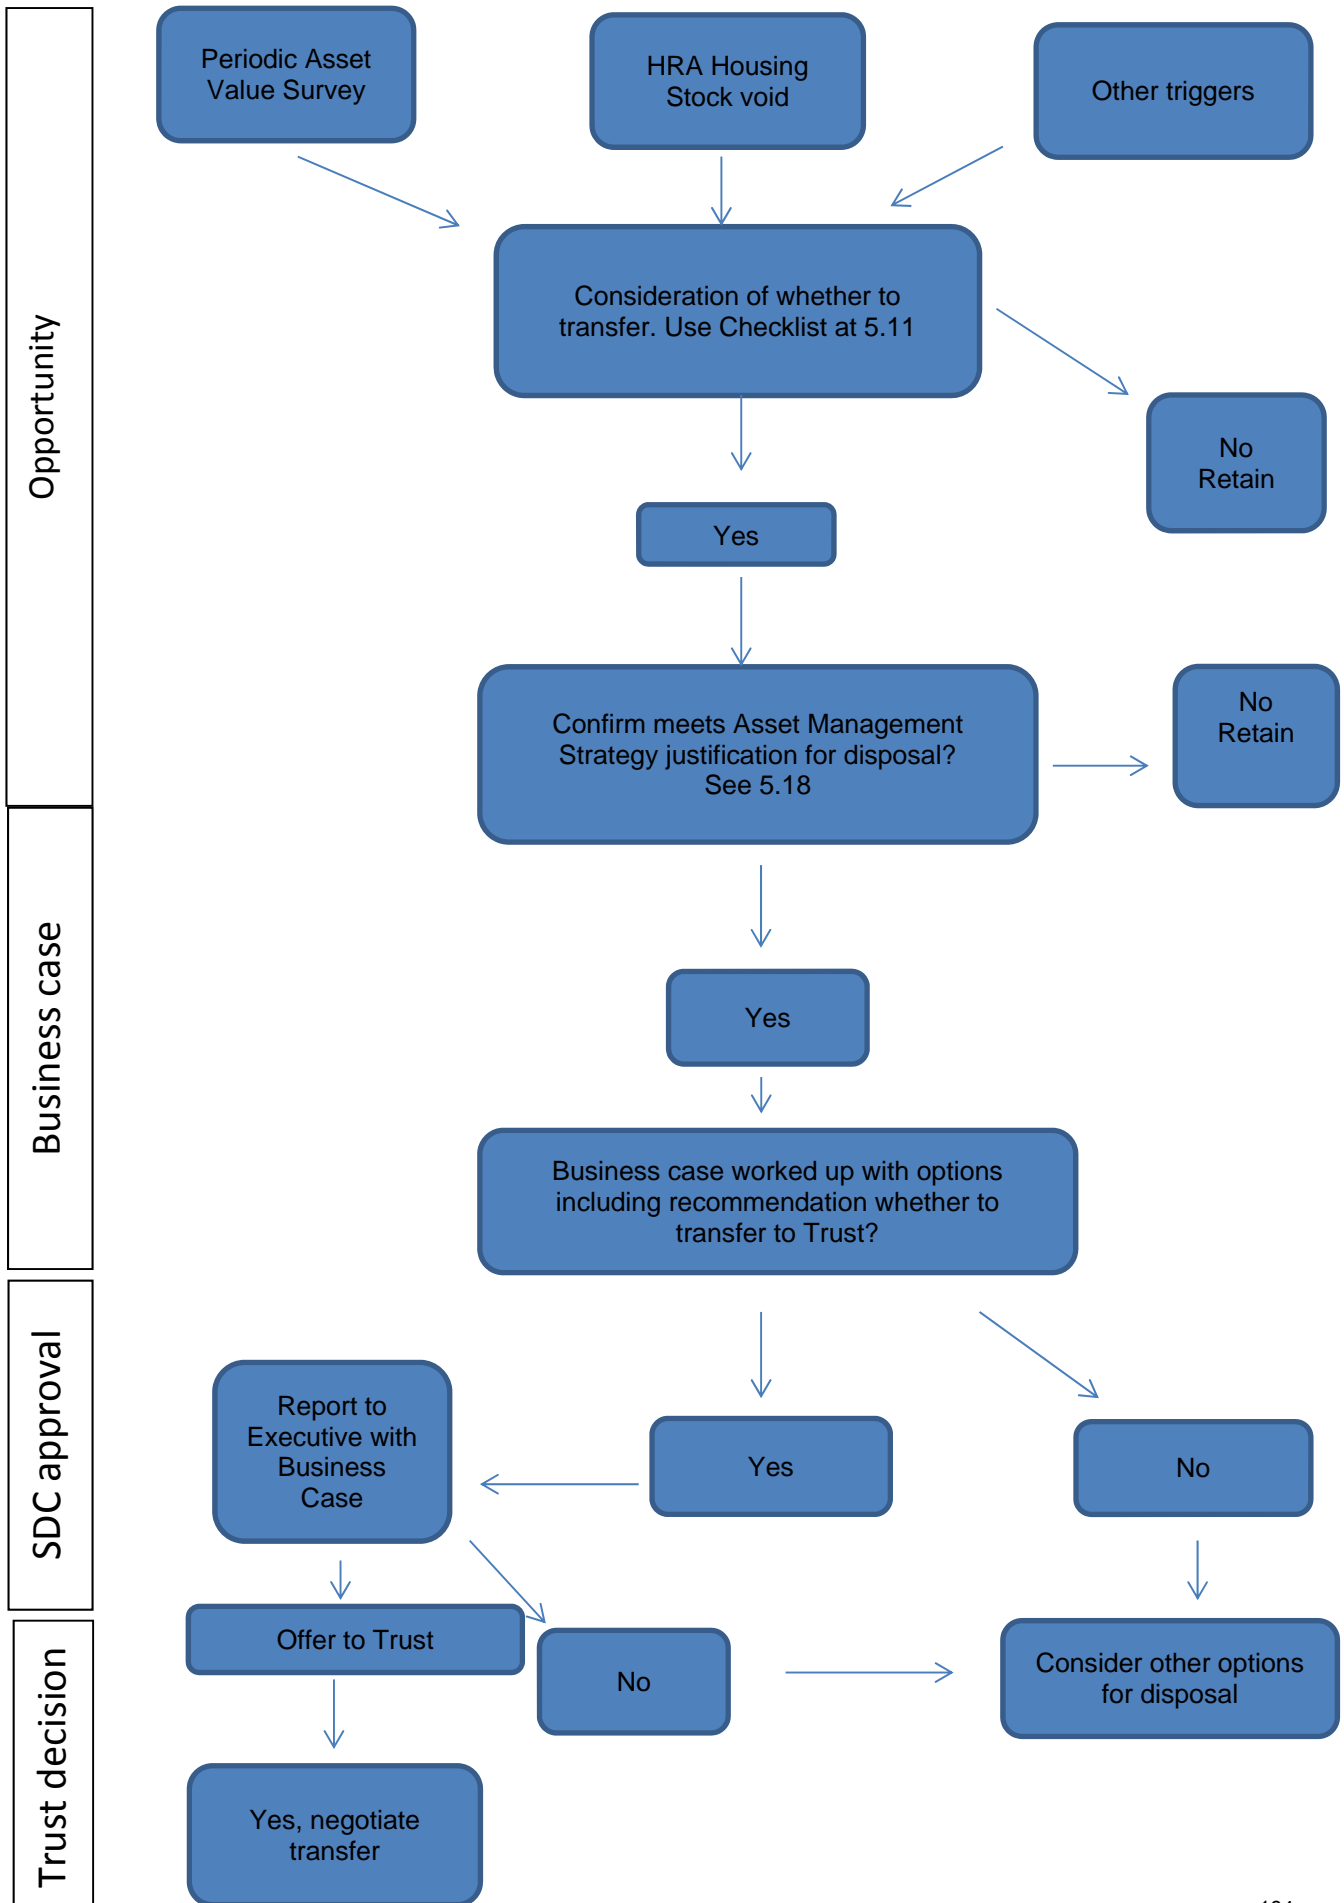 Opportunity
Periodic Asset
Value Survey
HRA Housing
Stock void
Other triggers
Consideration of whether to
transfer. Use Checklist at 5.11
No
Retain
Yes
Confirm meets Asset Management
Strategy justification for disposal?
See 5.18
No
Retain
Business case
Yes
Business case worked up with options
including recommendation whether to
transfer to Trust?
SDC approval
Report to
Executive with
Business
Case
Yes
No
Trust decision
Offer to Trust
No
Consider other options
for disposal
Yes, negotiate
transfer